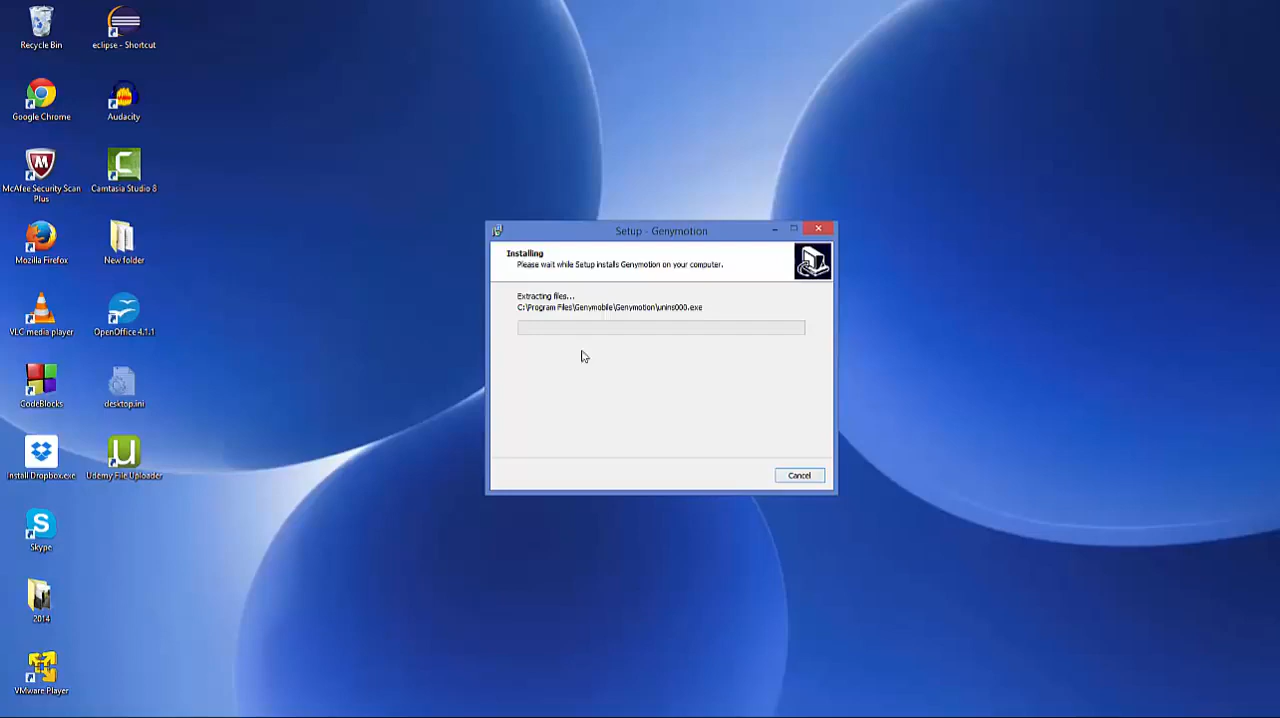 Recycle Bin
eclipse - Shortcut
Google Chrome
Audacity
McAfee Security Scan
Plus
Camtasia Studio 8
Mozilla Firefox
New folder
VLC media player
OpenOffice 4.1.1
CodeBlocks
desktop.ini
install Dropbox.exe
Udemy File Uploader
Skype
2014
VMware Player
Setup - Genymotion
Installing
Please wait while Setup installs Genymotion on your computer.
Extracting files...
C:\Program Files\Genymobile\Genymotion\unins000.exe
Cancel